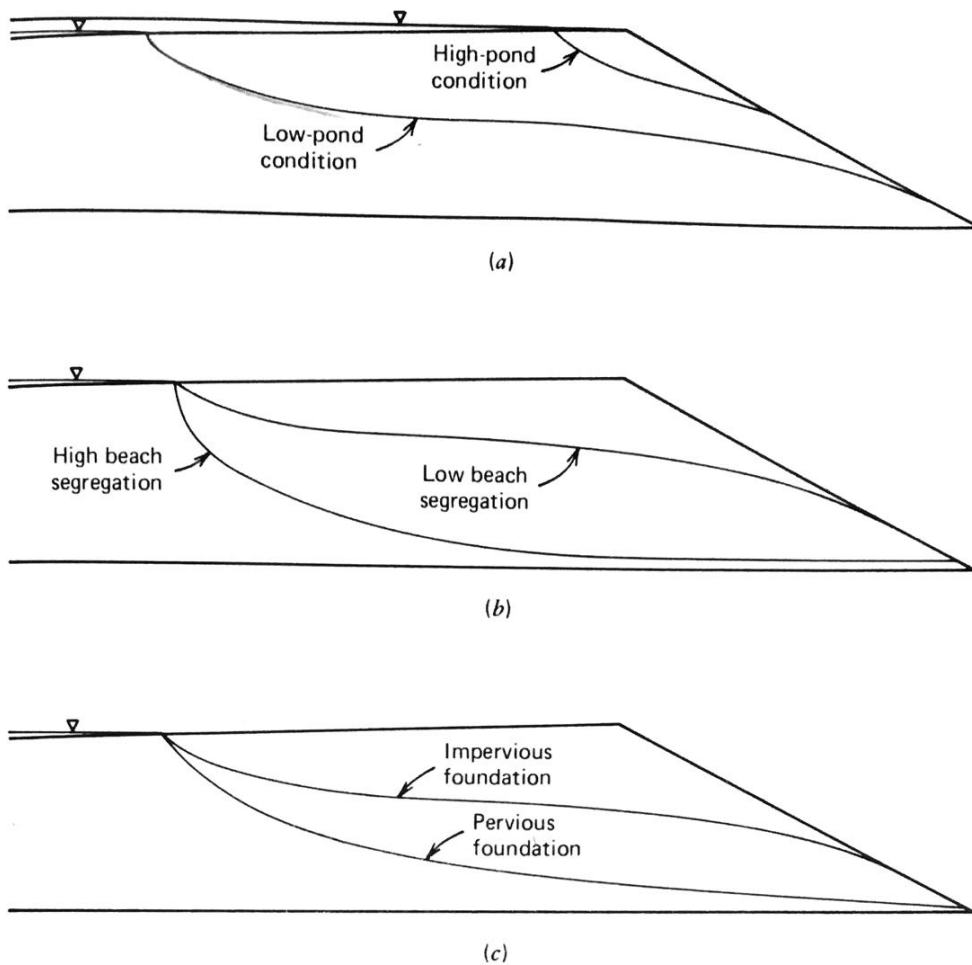 High-pond
condition
Low-pond
condition
(a)
High beach
segregation
Low beach
segregation
(b)
Impervious
foundation
Pervious
foundation
(c)